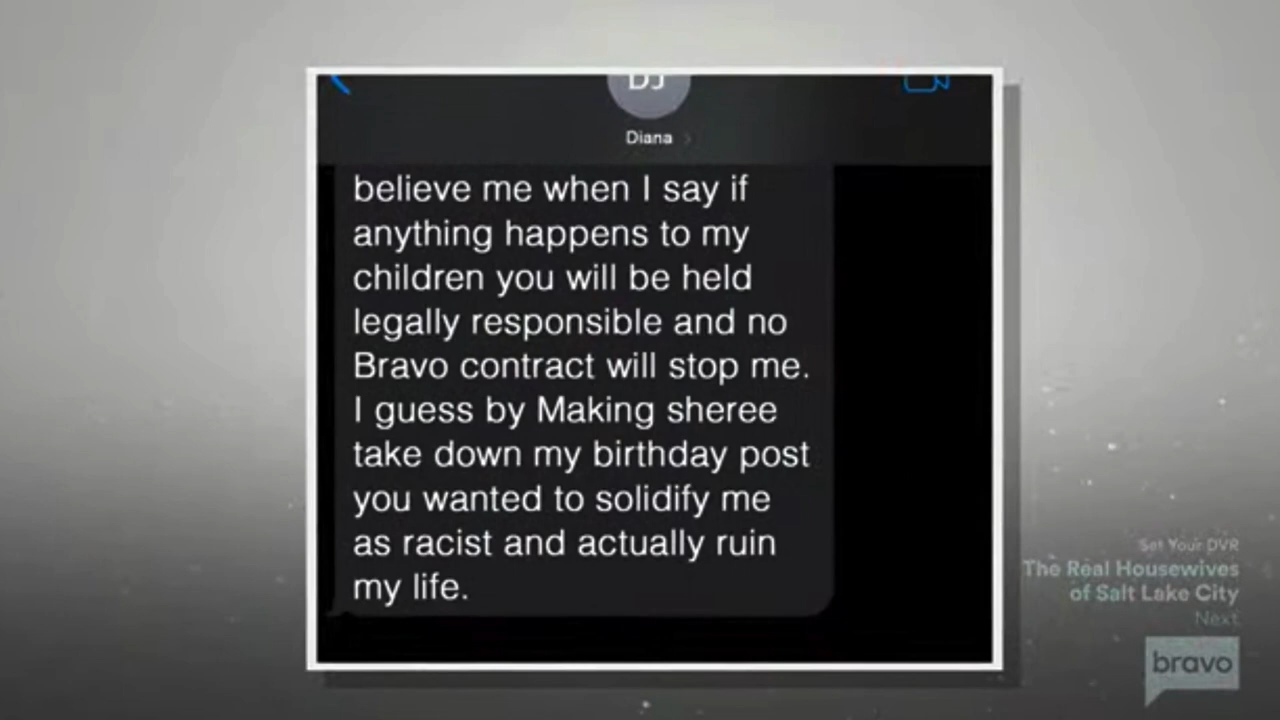 DJ
Diana
believe me when I say if
anything happens to my
children you will be held
legally responsible and no
Bravo contract will stop me.
I guess by Making sheree
take down my birthday post
you wanted to solidify me
as racist and actually ruin
my life.
Set Your DVR
The Real Housewives
of Salt Lake City
Next
bravo